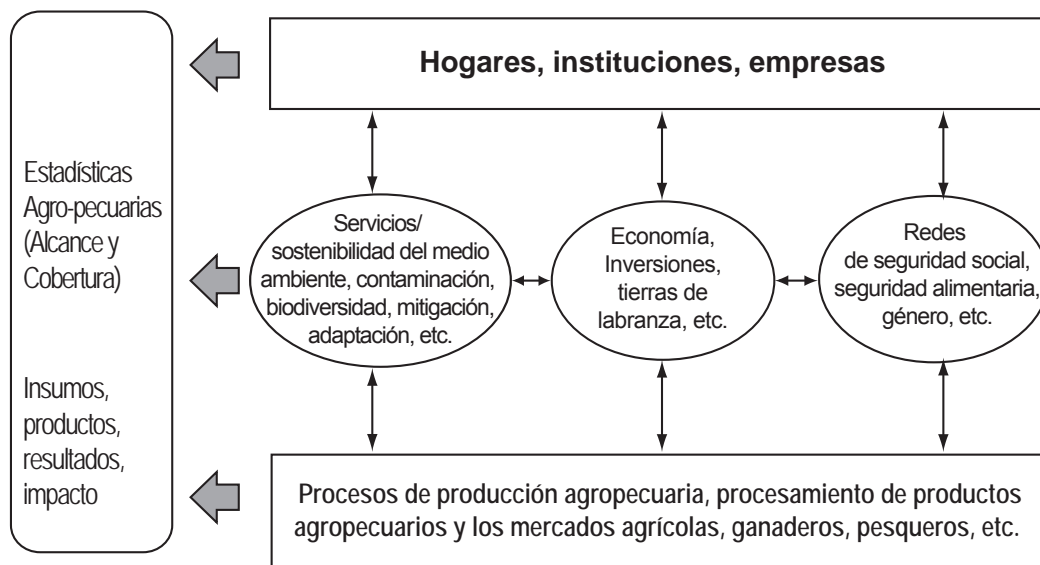 Hogares, instituciones, empresas
Estadísticas
Agro-pecuarias
(Alcance y
Cobertura)
Insumos,
productos,
resultados,
impacto
Servicios/
sostenibilidad del medio
ambiente, contaminación,
biodiversidad, mitigación,
adaptación, etc.
Economía,
Inversiones,
tierras de
labranza, etc.
Redes
de seguridad social,
seguridad alimentaria,
género, etc.
Procesos de producción agropecuaria, procesamiento de productos
agropecuarios y los mercados agrícolas, ganaderos, pesqueros, etc.